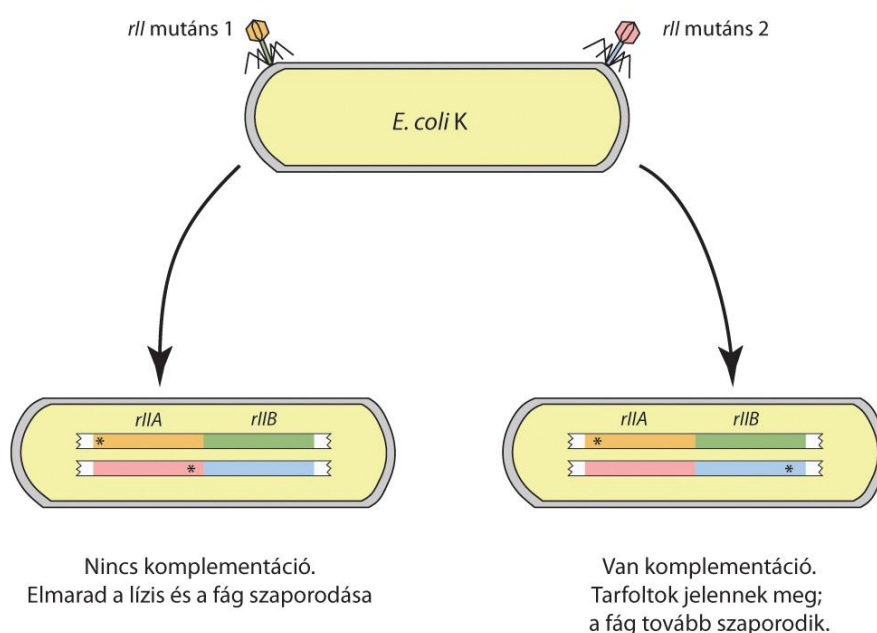 rII mutáns 1
rII mutáns 2
E. coli K
rIIA rIIB
*
*
rIIA rIIB
*
*
Nincs komplementáció.
Elmarad a lízis és a fág szaporodása
Van komplementáció.
Tarfoltok jelennek meg;
a fág tovább szaporodik.